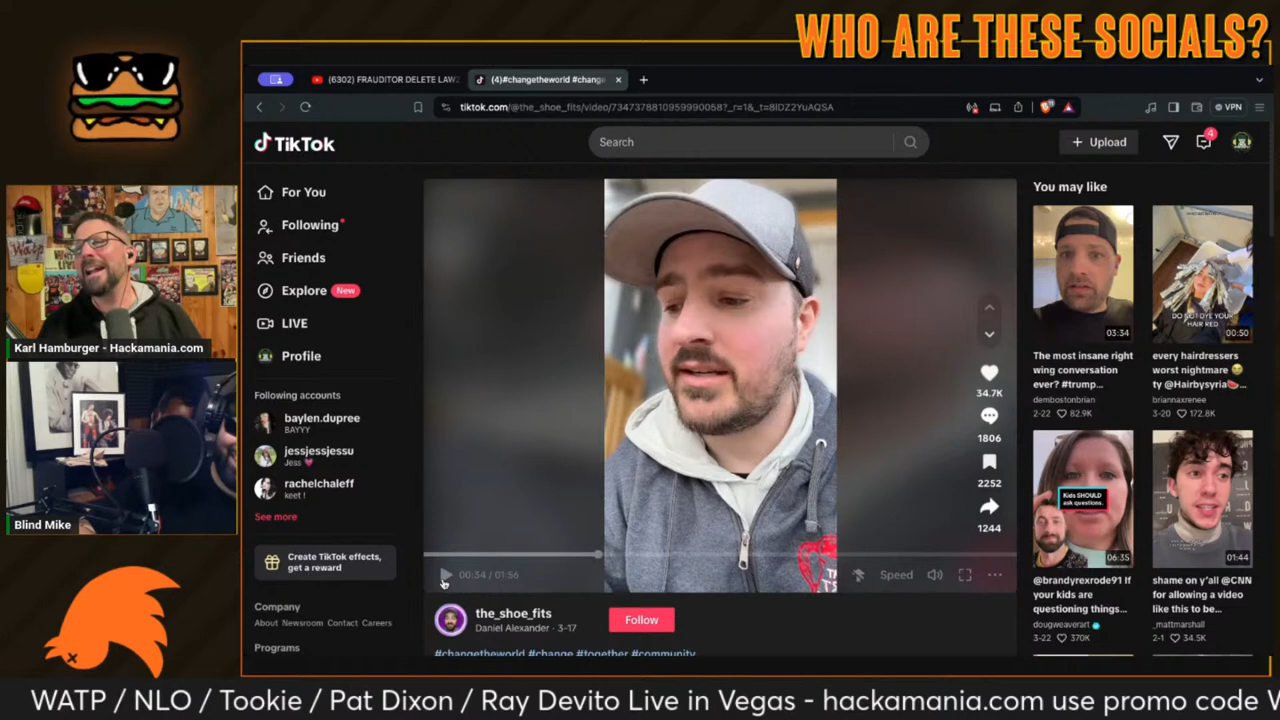 WHO ARE THESE SOCIALS?
(6302) FRAUDITOR DELETE LAW
(4)#changetheworld #chang
tiktok.com/@the_shoe_fits/video/7347378810959990058?_r=1&_t=8lDZ2YuAQSA
VPN
TikTok
Search
Upload
4
For You
Following
Friends
Explore New
LIVE
Profile
Following accounts
baylen.dupree
BAYYY
jessjessjessu
Jess
rachelchaleff
keet !
See more
Create TikTok effects,
get a reward
Company
About Newsroom Contact Careers
Programs
34.7K
1806
2252
1244
00:34 / 01:56
Speed
the_shoe_fits
Daniel Alexander · 3-17
Follow
#changetheworld #change #together #community
You may like
03:34
The most insane right
wing conversation
ever? #trump...
dembostonbrian
2-22 82.9K
DO NOT DYE YOUR
HAIR RED
00:50
every hairdressers
worst nightmare
ty @Hairbysyria
briannaxrenee
3-20 172.8K
Kids SHOULD
ask questions.
06:35
@brandyrexrode91 If
your kids are
questioning things...
dougweaverart
3-22 370K
01:44
shame on y'all @CNN
for allowing a video
like this to be...
_mattmarshall
2-1 34.5K
Karl Hamburger - Hackamania.com
Blind Mike
WATP / NLO / Tookie / Pat Dixon / Ray Devito Live in Vegas - hackamania.com use promo code